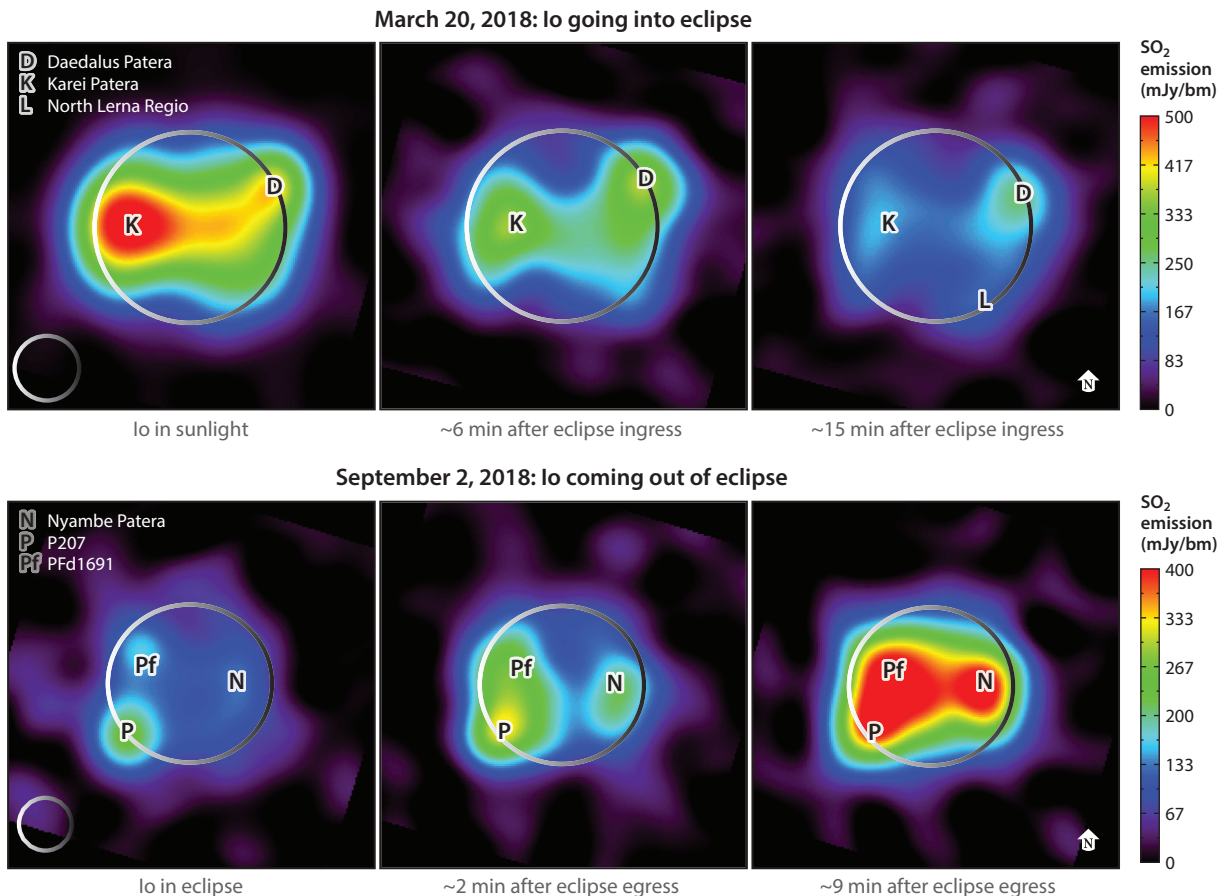 March 20, 2018: Io going into eclipse
D Daedalus Patera
K Karei Patera
L North Lerna Regio
K
D
K
D
K
D
L
N
SO₂
emission
(mJy/bm)
500
417
333
250
167
83
0
Io in sunlight
~6 min after eclipse ingress
~15 min after eclipse ingress
September 2, 2018: Io coming out of eclipse
N Nyambe Patera
P P207
Pf PFd1691
Pf
N
P
Pf
N
P
Pf
N
P
N
SO₂
emission
(mJy/bm)
400
333
267
200
133
67
0
Io in eclipse
~2 min after eclipse egress
~9 min after eclipse egress